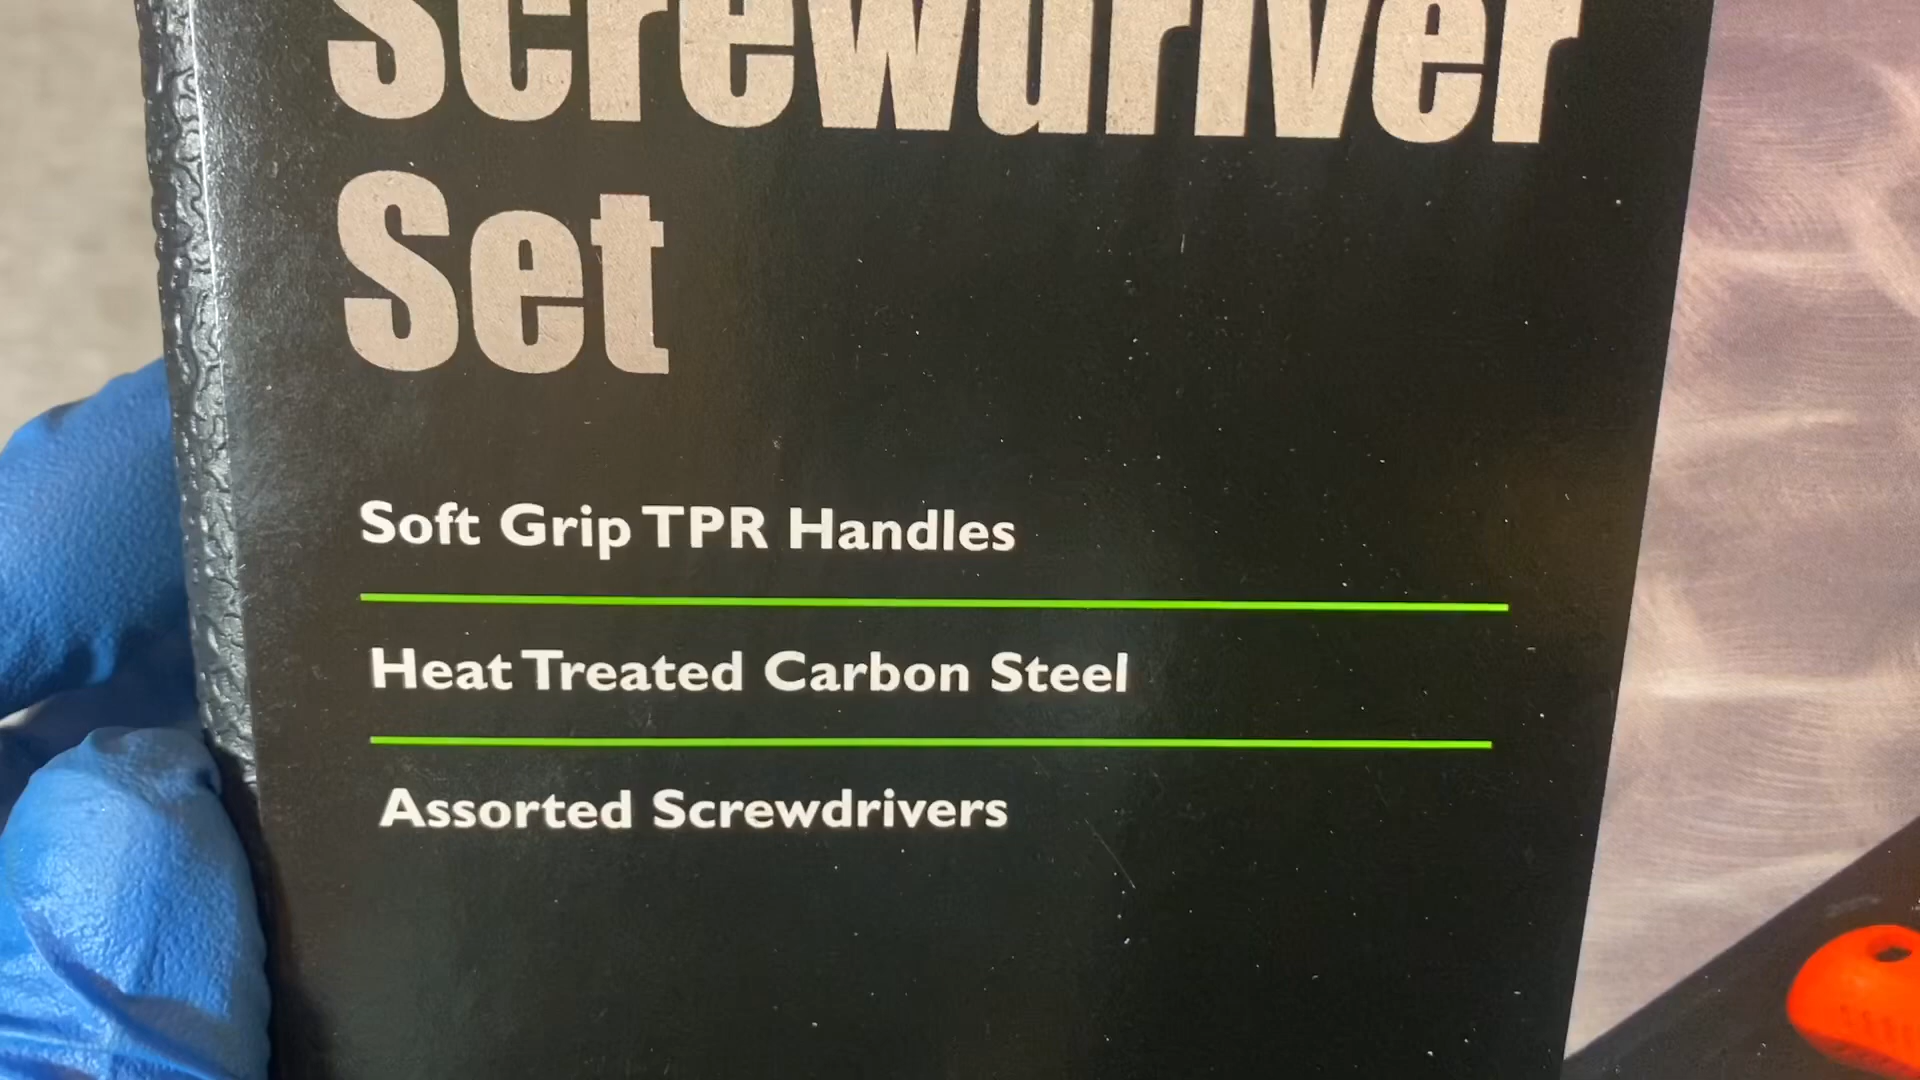 Screwdriver
Set
Soft Grip TPR Handles
Heat Treated Carbon Steel
Assorted Screwdrivers